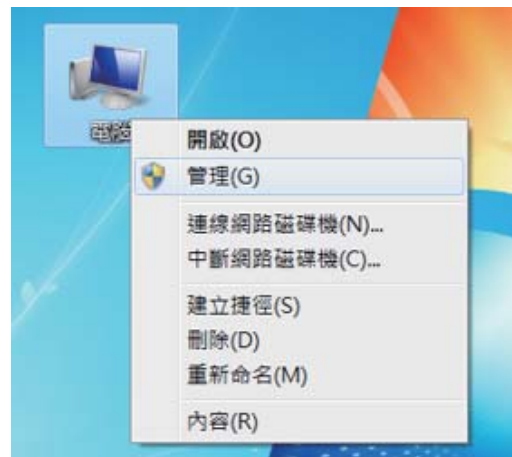 電腦
開啟(O)
管理(G)
連線網路磁碟機(N)...
中斷網路磁碟機(C)...
建立捷徑(S)
刪除(D)
重新命名(M)
內容(R)